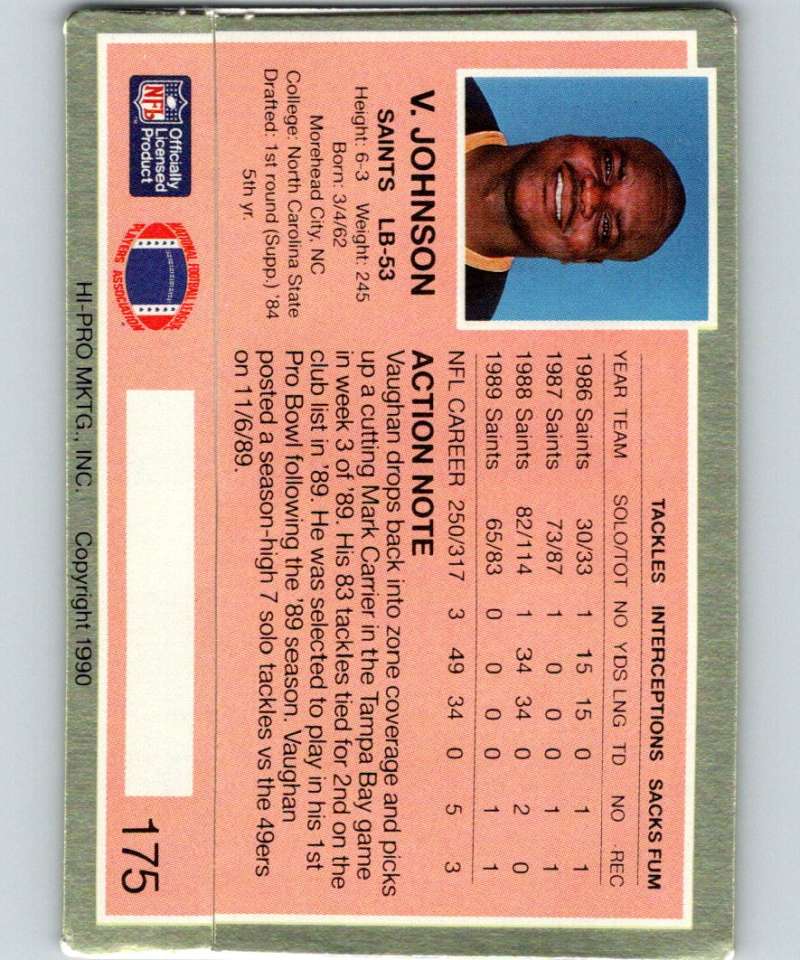 V. JOHNSON
SAINTS LB-53
Height: 6-3 Weight: 245
Born: 3/4/62
Morehead City, NC
College: North Carolina State
Drafted: 1st round (Supp.) '84
5th yr.
TACKLES INTERCEPTIONS SACKS FUM
YEAR TEAM SOLO/TOT NO YDS LNG TD NO REC
1986 Saints 30/33 1 15 15 0 1 1
1987 Saints 73/87 1 0 0 0 1 1
1988 Saints 82/114 1 34 34 0 2 0
1989 Saints 65/83 0 0 0 0 1 1
NFL CAREER 250/317 3 49 34 0 5 3
ACTION NOTE
Vaughan drops back into zone coverage and picks
up a cutting Mark Carrier in the Tampa Bay game
in week 3 of '89. His 83 tackles tied for 2nd on the
club list in '89. He was selected to play in his 1st
Pro Bowl following the '89 season. Vaughan
posted a season-high 7 solo tackles vs the 49ers
on 11/6/89.
NFL
Officially
Licensed
Product
NATIONAL FOOTBALL LEAGUE
PLAYERS ASSOCIATION
175
HI-PRO MKTG., INC. Copyright 1990